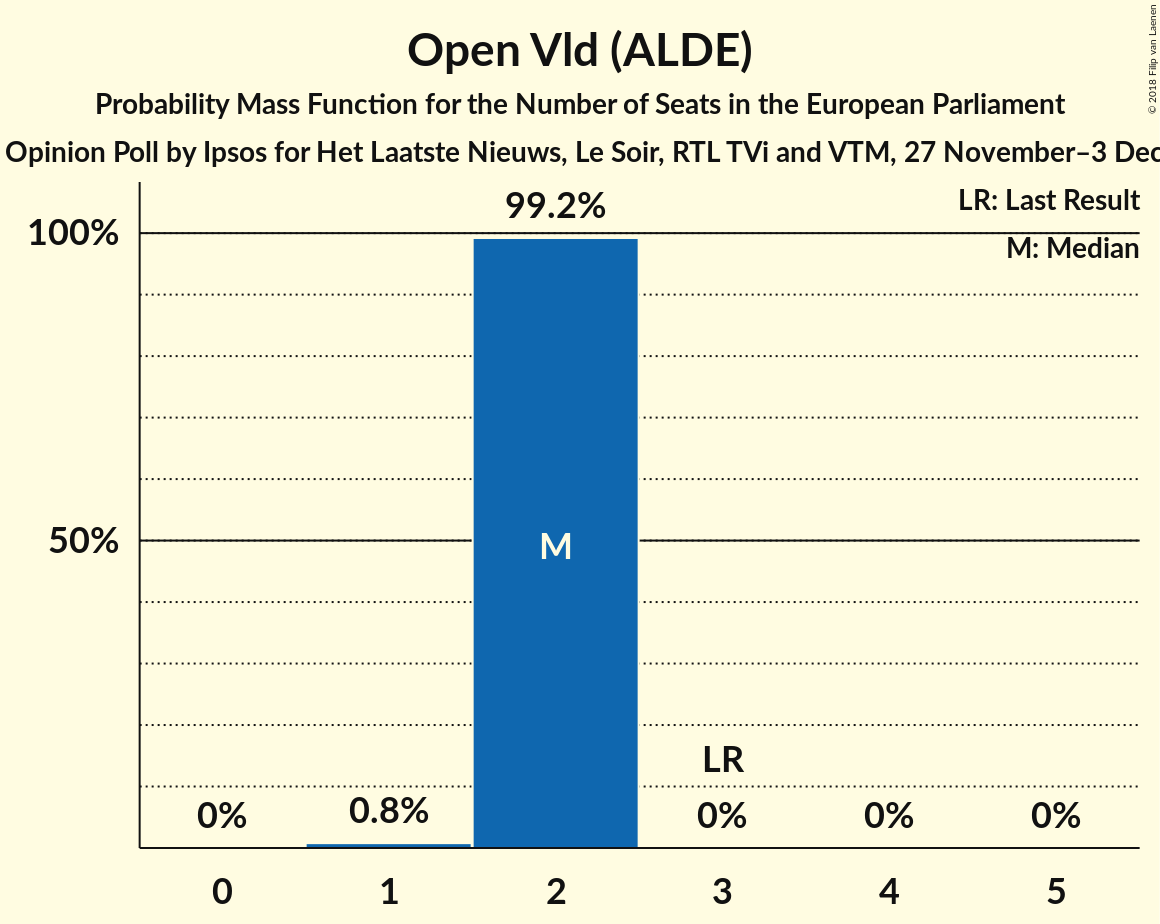 Open Vld (ALDE)
Probability Mass Function for the Number of Seats in the European Parliament
Opinion Poll by Ipsos for Het Laatste Nieuws, Le Soir, RTL TVi and VTM, 27 November–3 Dec
© 2018 Filip van Laenen
LR: Last Result
M: Median
100%
50%
99.2%
M
LR
0%
0.8%
0%
0%
0%
0
1
2
3
4
5